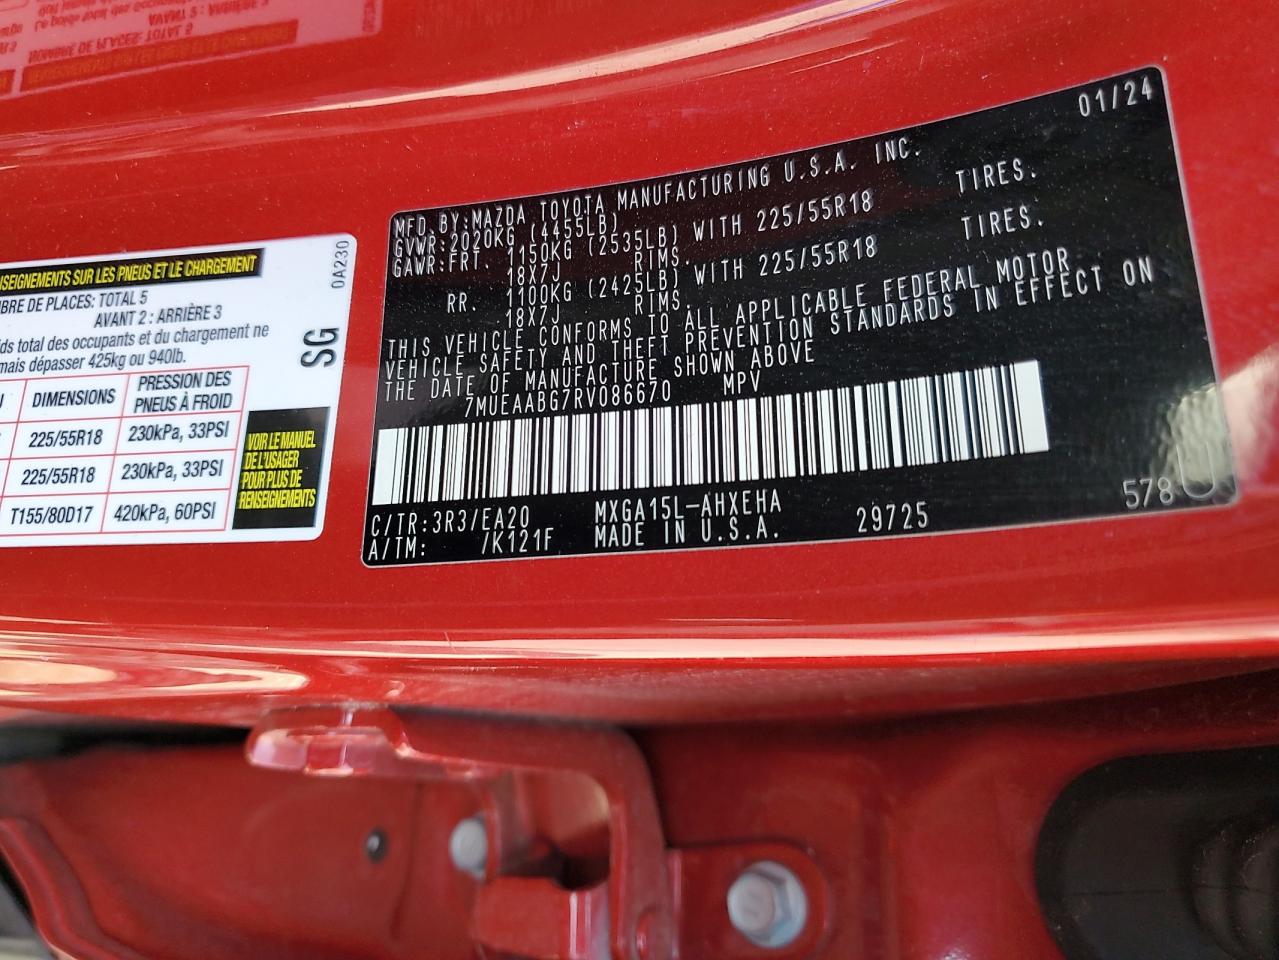 NSEIGNEMENTS SUR LES PNEUS ET LE CHARGEMENT
MBRE DE PLACES: TOTAL 5
AVANT 2 : ARRIÈRE 3
ids total des occupants et du chargement ne
mais dépasser 425kg ou 940lb.
DIMENSIONS
PRESSION DES
PNEUS À FROID
225/55R18
230kPa, 33PSI
225/55R18
230kPa, 33PSI
T155/80D17
420kPa, 60PSI
0A230
SG
VOIR LE MANUEL
DE L'USAGER
POUR PLUS DE
RENSEIGNEMENTS
01/24
MFD.BY:MAZDA TOYOTA MANUFACTURING U.S.A. INC.
GVWR:2020KG (4455LB)
GAWR:FRT. 1150KG (2535LB) WITH 225/55R18 TIRES.
18X7J RIMS.
RR. 1100KG (2425LB) WITH 225/55R18 TIRES.
18X7J RIMS.
THIS VEHICLE CONFORMS TO ALL APPLICABLE FEDERAL MOTOR
VEHICLE SAFETY AND THEFT PREVENTION STANDARDS IN EFFECT ON
THE DATE OF MANUFACTURE SHOWN ABOVE
7MUEAABG7RV086670 MPV
C/TR:3R3/EA20 MXGA15L-AHXEHA 29725 578 U
A/TM: /K121F MADE IN U.S.A.